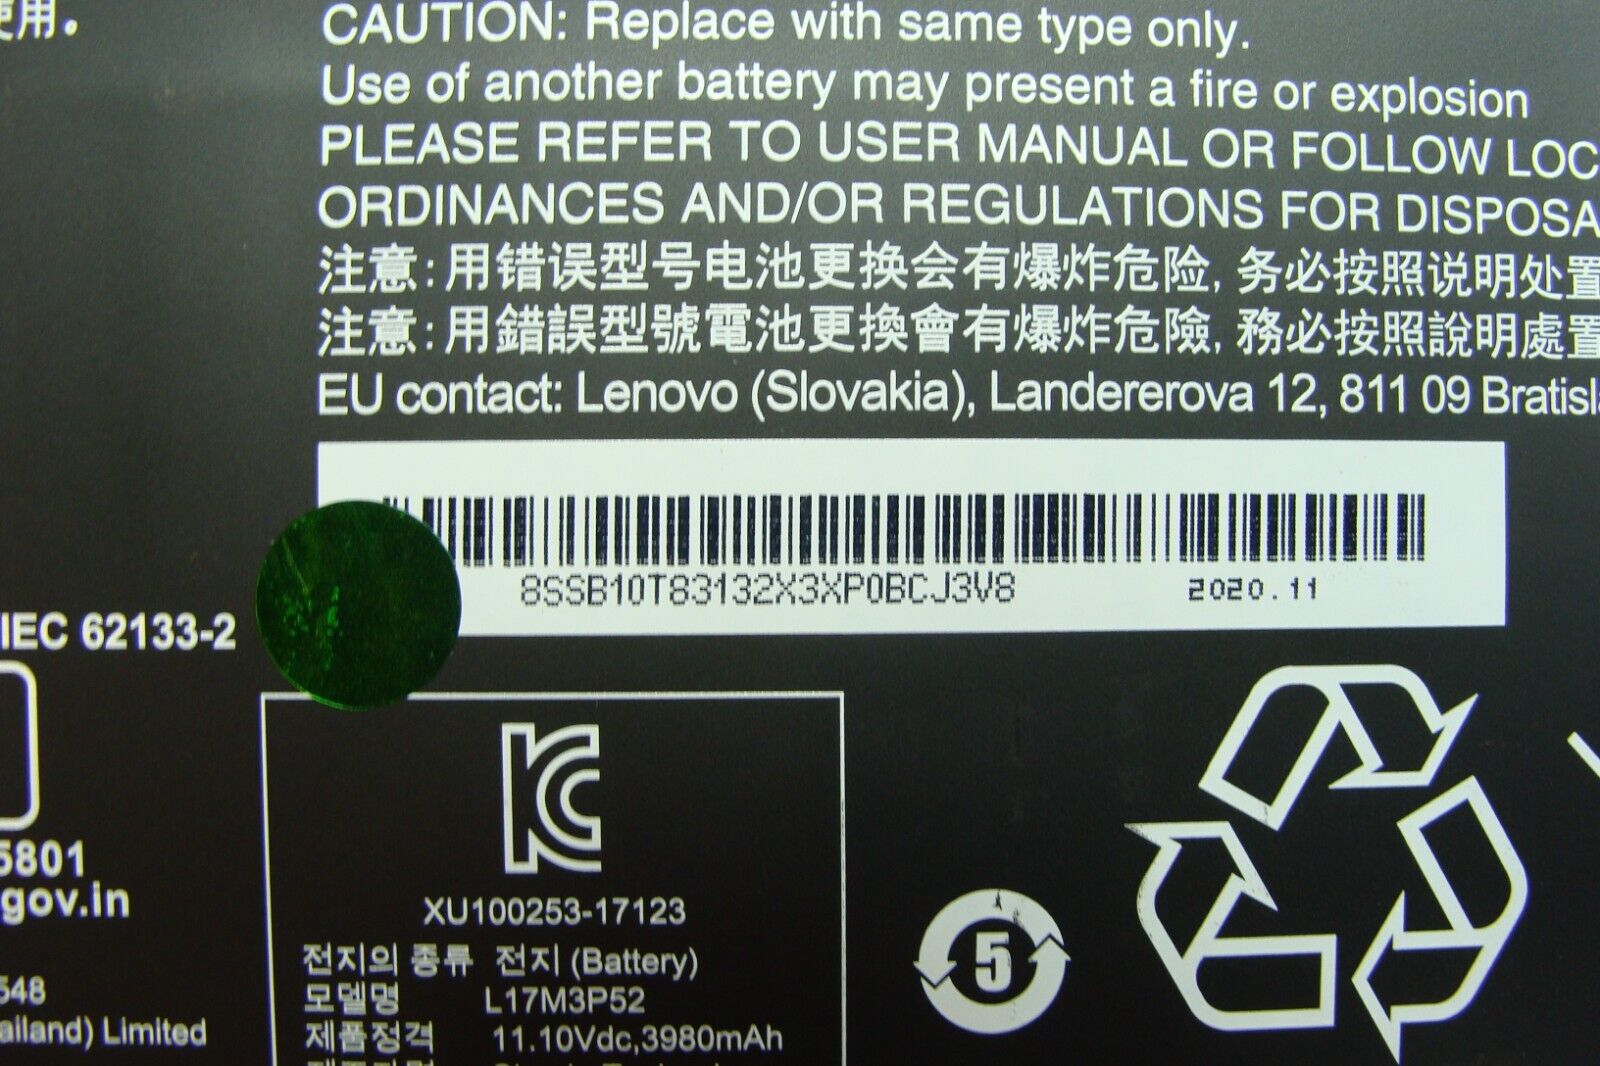 使用。
CAUTION: Replace with same type only.
Use of another battery may present a fire or explosion
PLEASE REFER TO USER MANUAL OR FOLLOW LOC
ORDINANCES AND/OR REGULATIONS FOR DISPOSA
注意:用错误型号电池更换会有爆炸危险,务必按照说明处置
注意:用錯誤型號電池更換會有爆炸危險,務必按照說明處置
EU contact: Lenovo (Slovakia), Landererova 12, 811 09 Bratisla
8SSB10T83132X3XP0BCJ3V8 2020.11
IEC 62133-2
5801
gov.in
548
ailand) Limited
KC
XU100253-17123
전지의 종류 전지 (Battery)
모델명 L17M3P52
제품정격 11.10Vdc,3980mAh
5